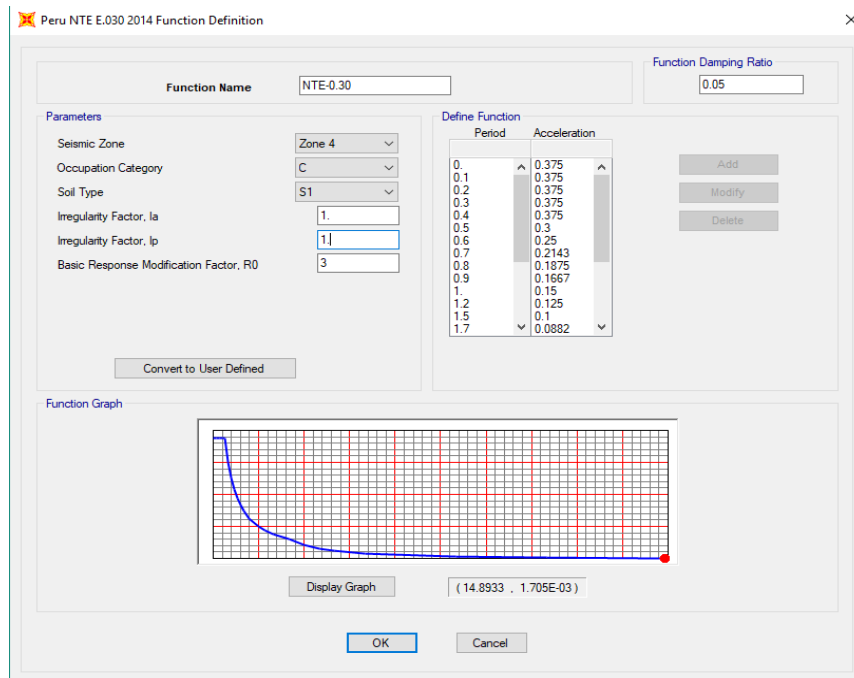 Peru NTE E.030 2014 Function Definition
Function Damping Ratio
Function Name NTE-0.30 0.05
Parameters
Seismic Zone Zone 4
Occupation Category C
Soil Type S1
Irregularity Factor, Ia 1.
Irregularity Factor, Ip 1.
Basic Response Modification Factor, R0 3
Convert to User Defined
Define Function
Period Acceleration
0. 0.375
0.1 0.375
0.2 0.375
0.3 0.375
0.4 0.375
0.5 0.3
0.6 0.25
0.7 0.2143
0.8 0.1875
0.9 0.1667
1. 0.15
1.2 0.125
1.5 0.1
1.7 0.0882
Add
Modify
Delete
Function Graph
Display Graph (14.8933 , 1.705E-03)
OK Cancel